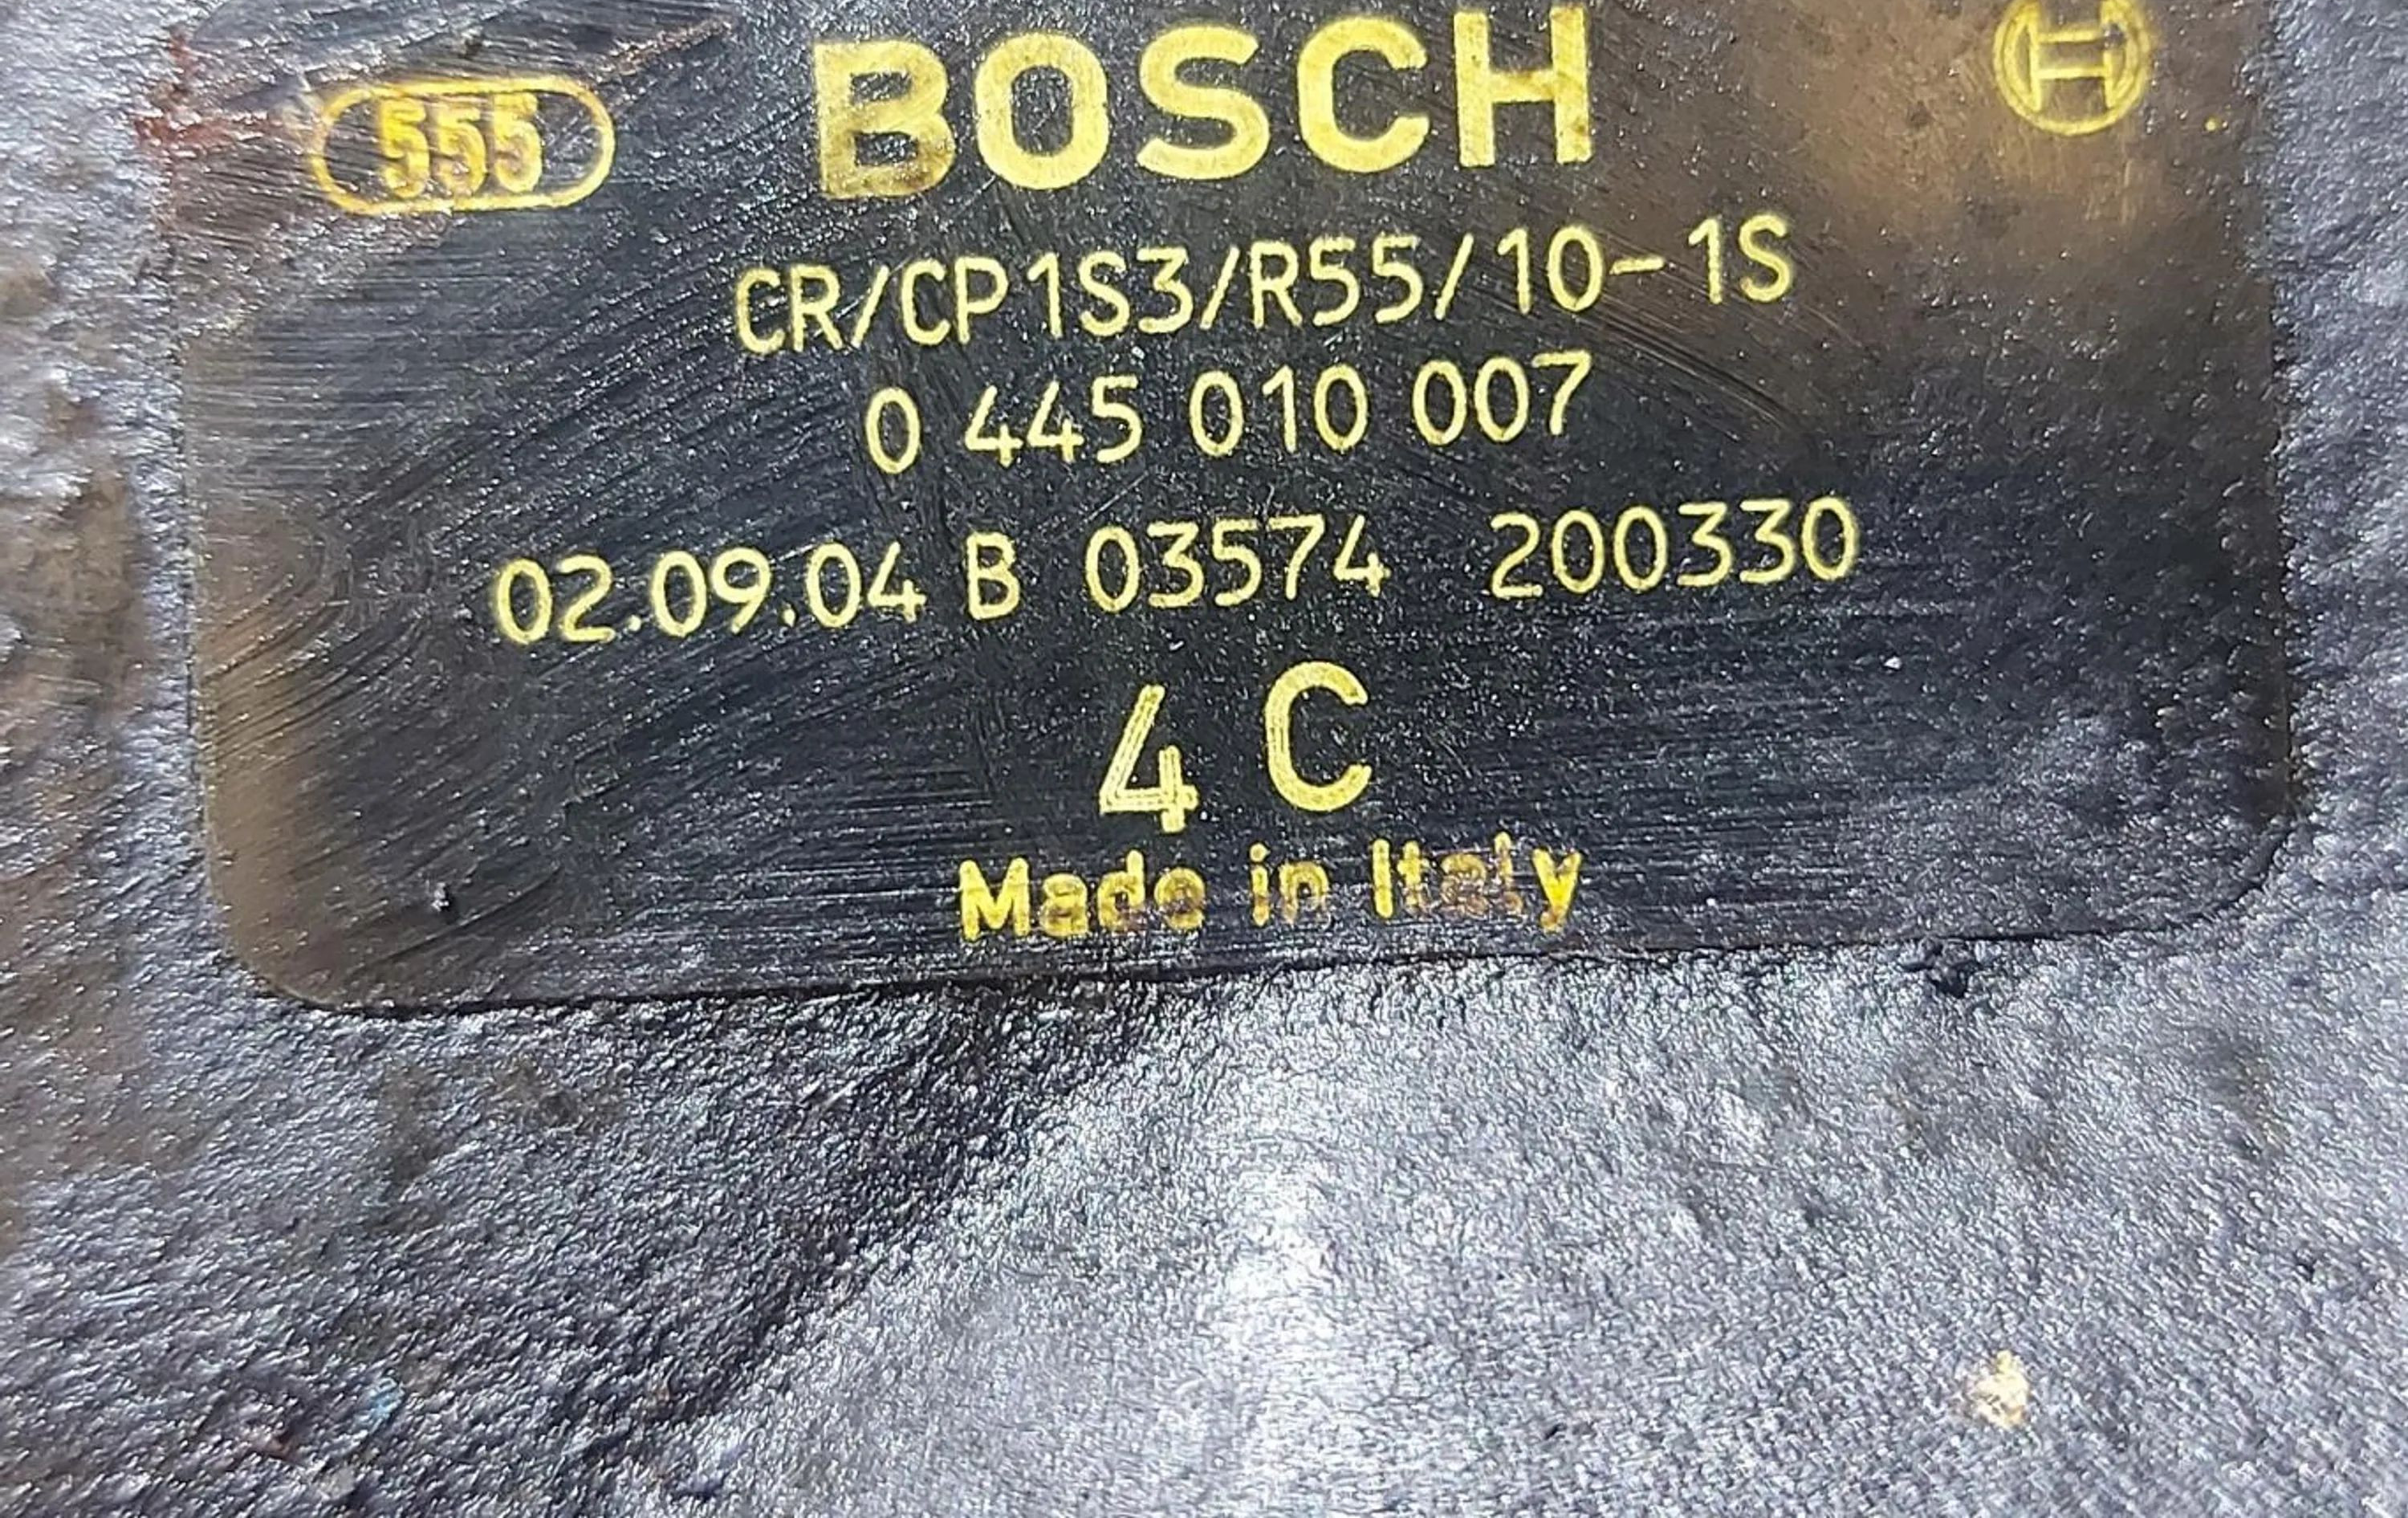 555 BOSCH
CR/CP1S3/R55/10-1S
0 445 010 007
02.09.04 B 03574 200330
4 C
Made in Italy